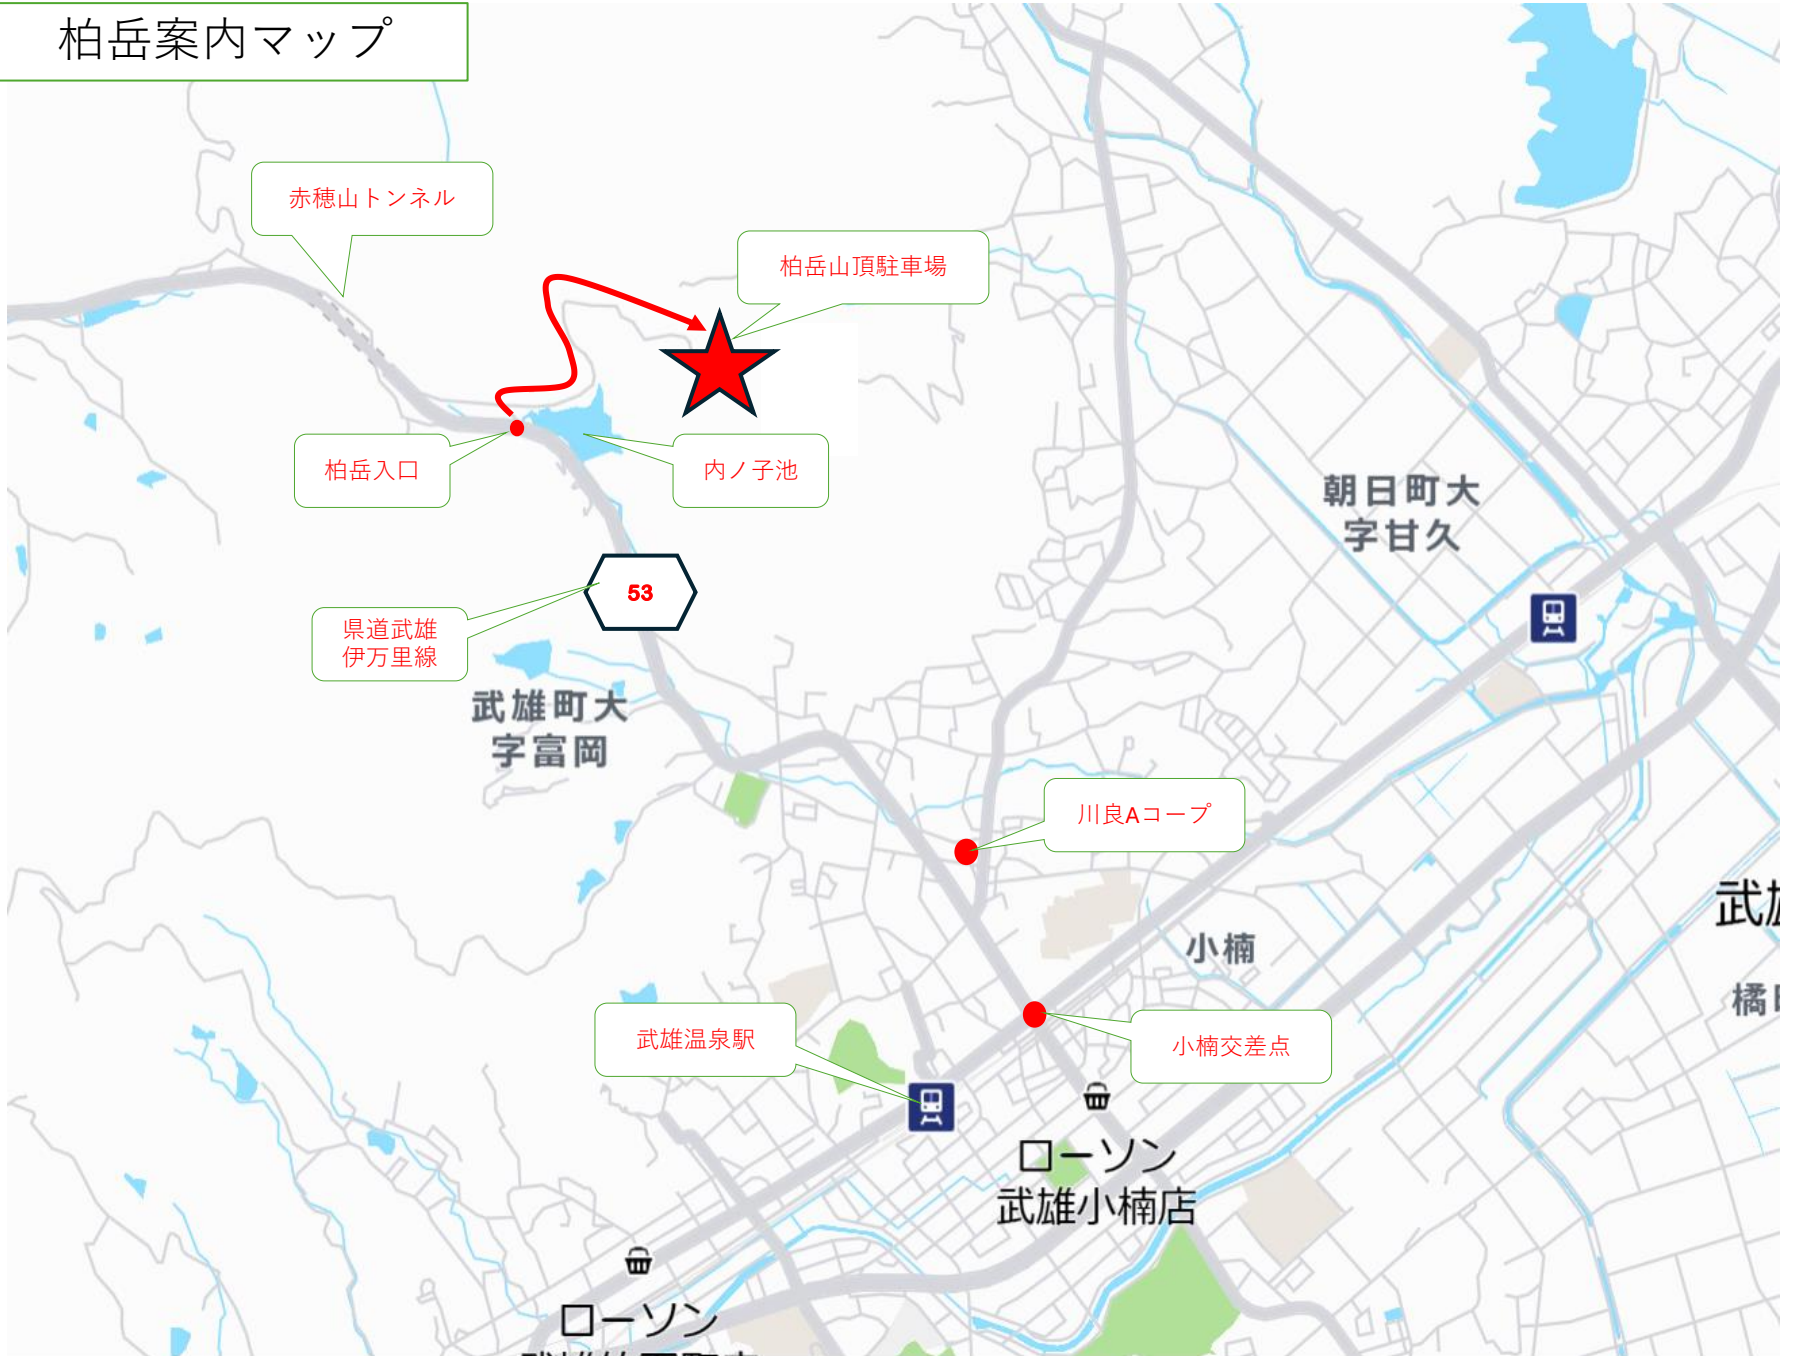 柏岳案内マップ
赤穂山トンネル
柏岳山頂駐車場
柏岳入口
内ノ子池
朝日町大
字甘久
53
県道武雄
伊万里線
武雄町大
字富岡
川良Aコープ
武雄
小楠
橘町
武雄温泉駅
小楠交差点
ローソン
武雄小楠店
ローソン